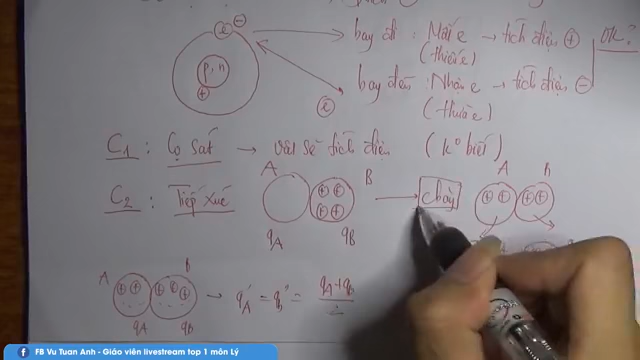 bay đi : Mất e → tích điện ⊕ OK?
(thiếu e)
e ⊖
p, n
⊕
bay đến : Nhận e → tích điện ⊖
(thừa e)
e
C1 : Cọ sát → vật sẽ tích điện (k° biết)
C2 : Tiếp xúc A B → chạy A B
qA qB
A B
qA qB → q'A = q'B = qA + qB / 2
FB Vu Tuan Anh - Giáo viên livestream top 1 môn Lý